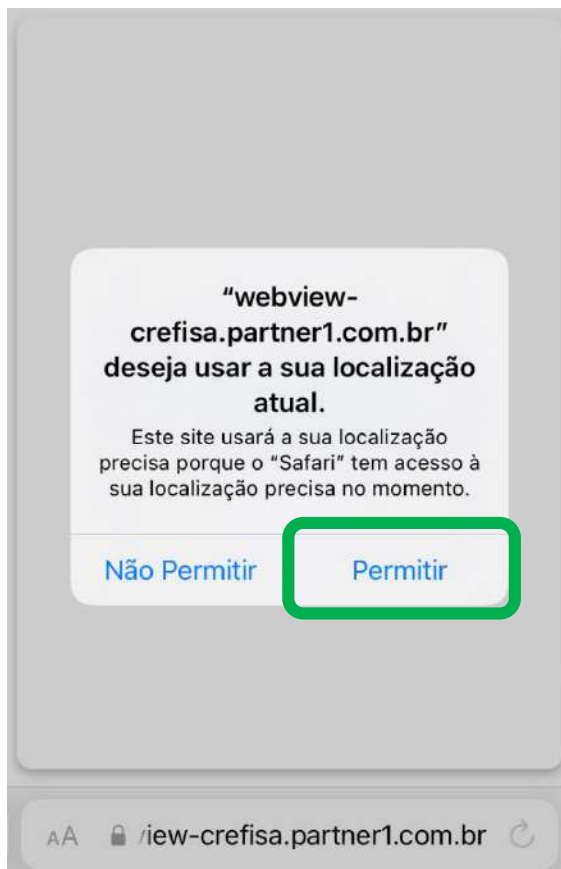 “webview-
crefisa.partner1.com.br”
deseja usar a sua localização
atual.
Este site usará a sua localização
precisa porque o “Safari” tem acesso à
sua localização precisa no momento.
Não Permitir Permitir
AA /iew-crefisa.partner1.com.br